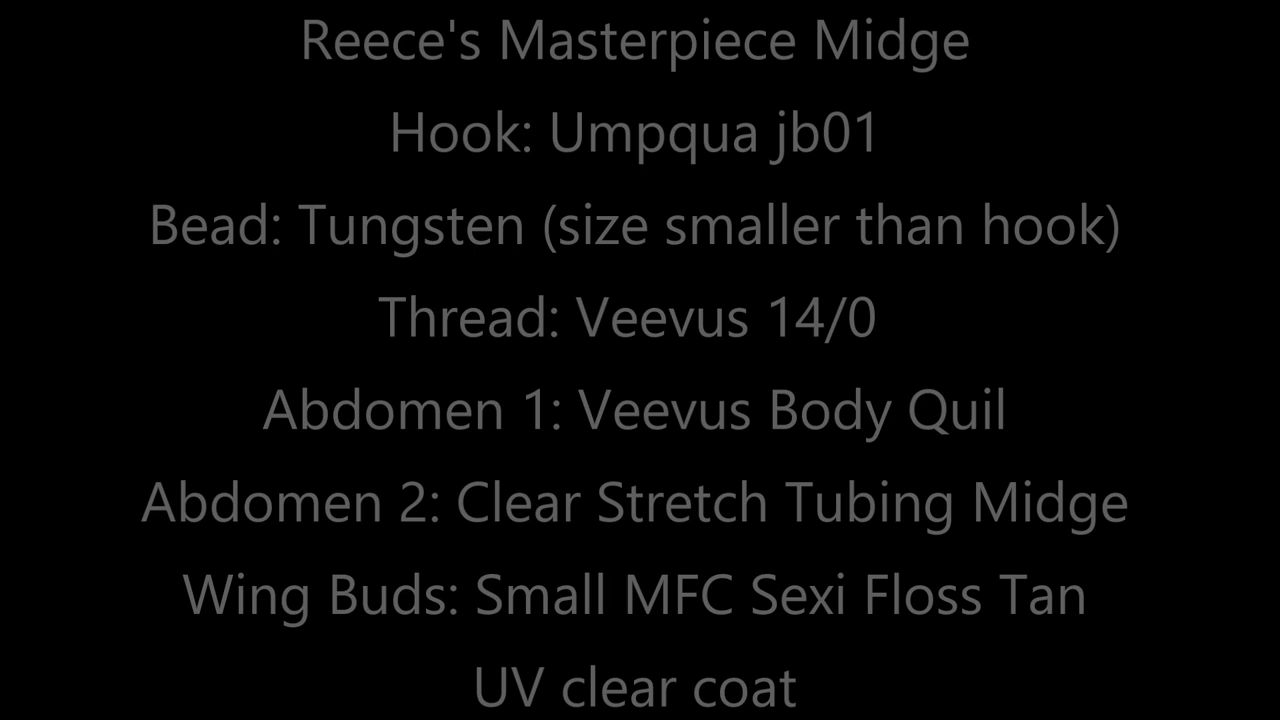 Reece's Masterpiece Midge
Hook: Umpqua jb01
Bead: Tungsten (size smaller than hook)
Thread: Veevus 14/0
Abdomen 1: Veevus Body Quil
Abdomen 2: Clear Stretch Tubing Midge
Wing Buds: Small MFC Sexi Floss Tan
UV clear coat